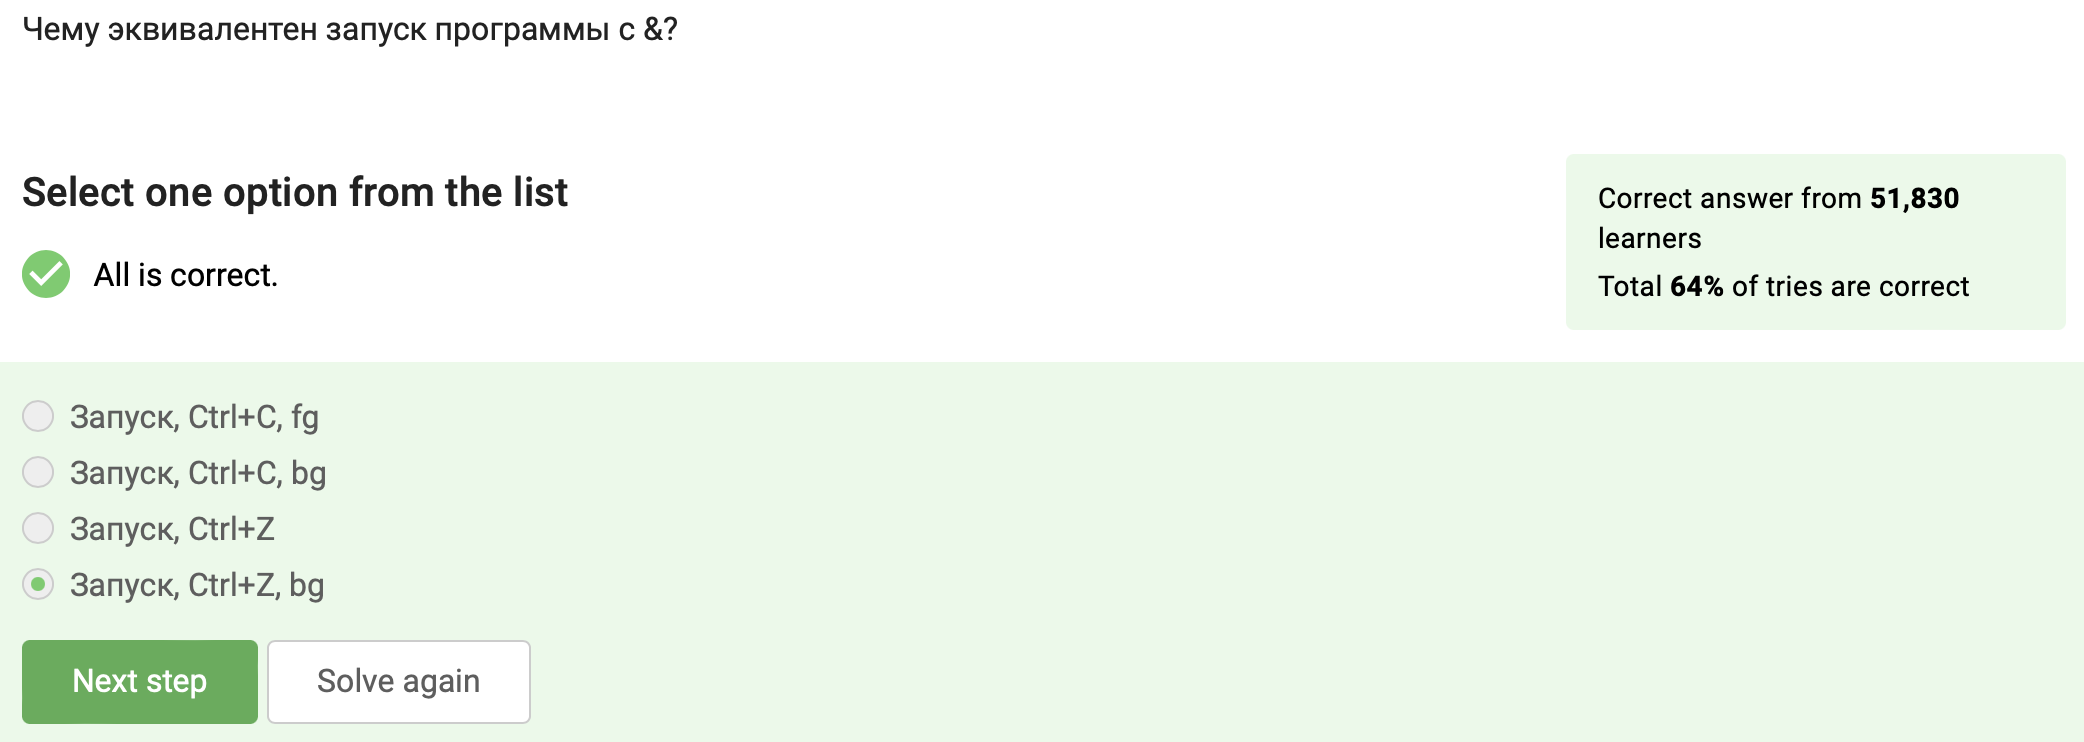 Чему эквивалентен запуск программы с &?
Select one option from the list
All is correct.
Correct answer from 51,830
learners
Total 64% of tries are correct
Запуск, Ctrl+C, fg
Запуск, Ctrl+C, bg
Запуск, Ctrl+Z
Запуск, Ctrl+Z, bg
Next step
Solve again